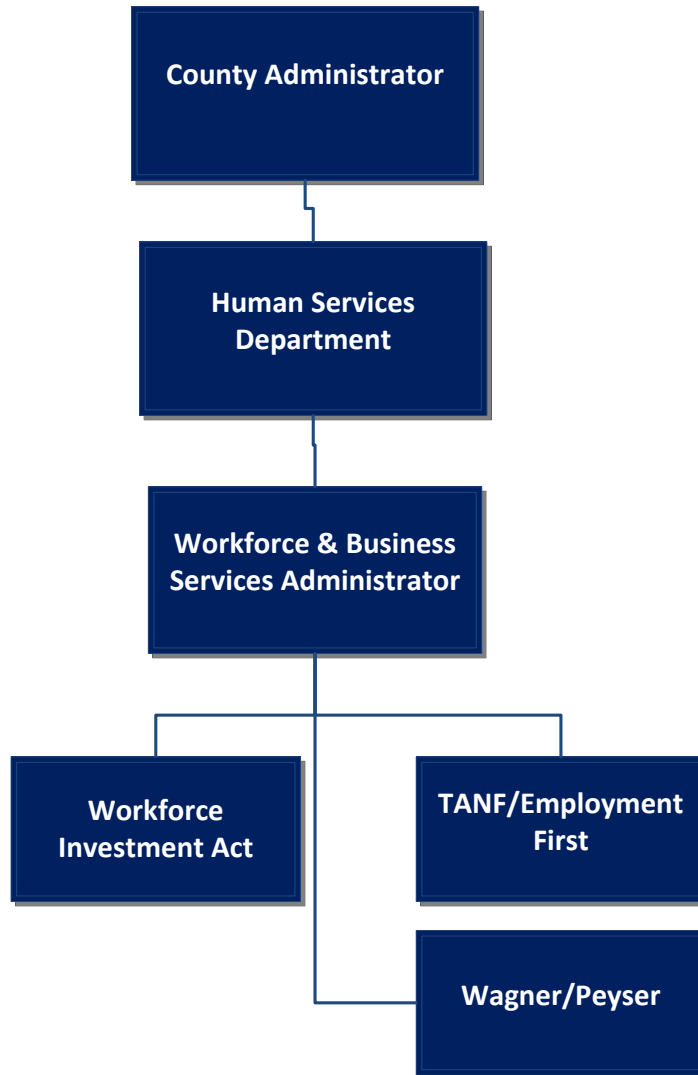 County Administrator
Human Services
Department
Workforce & Business
Services Administrator
Workforce
Investment Act
TANF/Employment
First
Wagner/Peyser